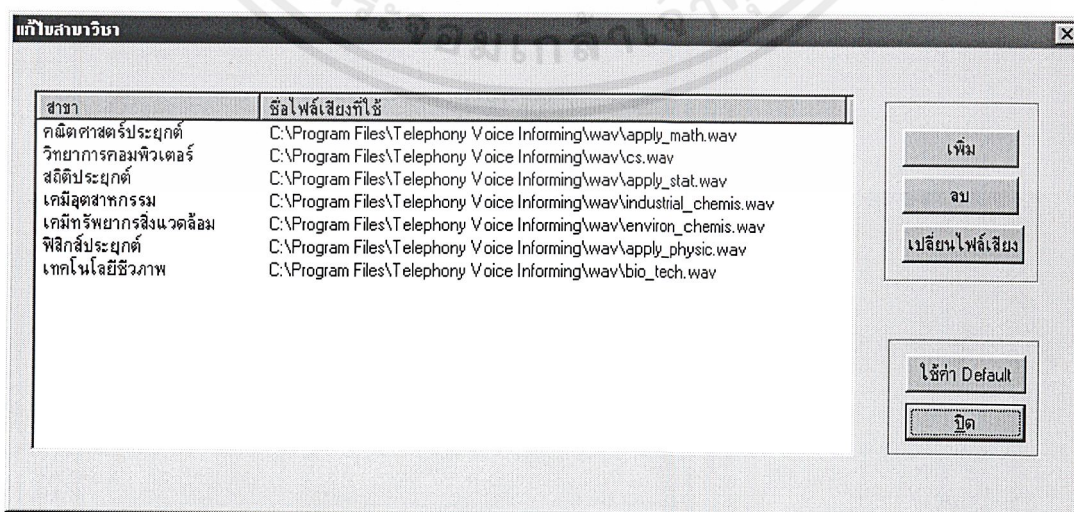 แก้ไขสาขาวิชา
สาขา ชื่อไฟล์เสียงที่ใช้
คณิตศาสตร์ประยุกต์ C:\Program Files\Telephony Voice Informing\wav\apply_math.wav
วิทยาการคอมพิวเตอร์ C:\Program Files\Telephony Voice Informing\wav\cs.wav
สถิติประยุกต์ C:\Program Files\Telephony Voice Informing\wav\apply_stat.wav
เคมีอุตสาหกรรม C:\Program Files\Telephony Voice Informing\wav\industrial_chemis.wav
เคมีทรัพยากรสิ่งแวดล้อม C:\Program Files\Telephony Voice Informing\wav\environ_chemis.wav
ฟิสิกส์ประยุกต์ C:\Program Files\Telephony Voice Informing\wav\apply_physic.wav
เทคโนโลยีชีวภาพ C:\Program Files\Telephony Voice Informing\wav\bio_tech.wav
เพิ่ม
ลบ
เปลี่ยนไฟล์เสียง
ใช้ค่า Default
ปิด